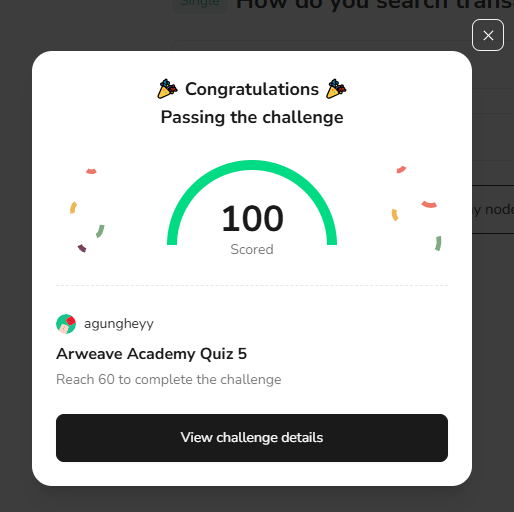 Single How do you search trans
🎉 Congratulations 🎉
Passing the challenge
100
Scored
y node
agungheyy
Arweave Academy Quiz 5
Reach 60 to complete the challenge
View challenge details